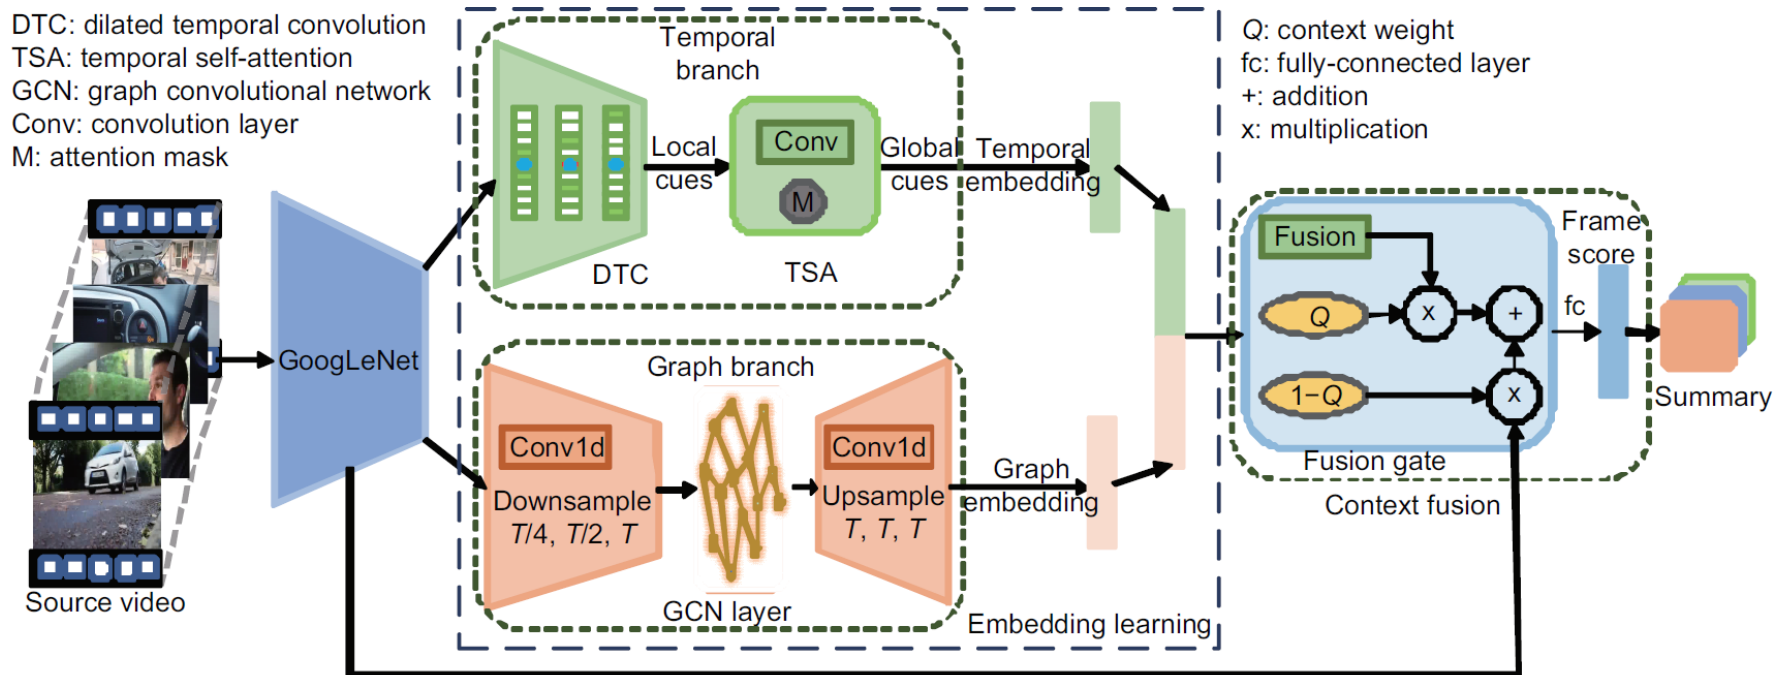 DTC: dilated temporal convolution
TSA: temporal self-attention
GCN: graph convolutional network
Conv: convolution layer
M: attention mask
Source video
GoogLeNet
Temporal
branch
Local
cues
Conv
M
Global
cues
Temporal
embedding
DTC
TSA
Graph branch
Conv1d
Downsample
T/4, T/2, T
GCN layer
Conv1d
Upsample
T, T, T
Graph
embedding
Embedding learning
Q: context weight
fc: fully-connected layer
+: addition
x: multiplication
Fusion
Q
x
+
1−Q
x
Fusion gate
Context fusion
Frame
score
fc
Summary